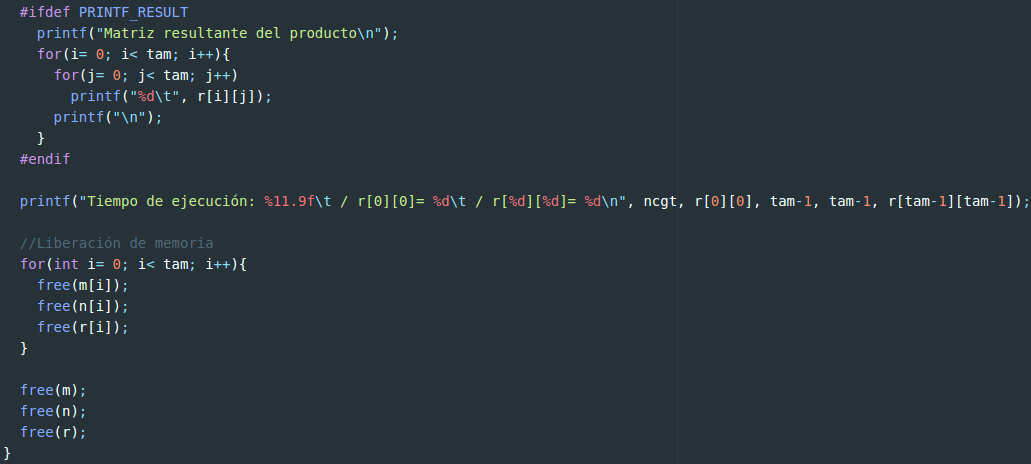 #ifdef PRINTF_RESULT
printf("Matriz resultante del producto\n");
for(i= 0; i< tam; i++){
for(j= 0; j< tam; j++)
printf("%d\t", r[i][j]);
printf("\n");
}
#endif
printf("Tiempo de ejecución: %11.9f\t / r[0][0]= %d\t / r[%d][%d]= %d\n", ncgt, r[0][0], tam-1, tam-1, r[tam-1][tam-1]);
//Liberación de memoria
for(int i= 0; i< tam; i++){
free(m[i]);
free(n[i]);
free(r[i]);
}
free(m);
free(n);
free(r);
}